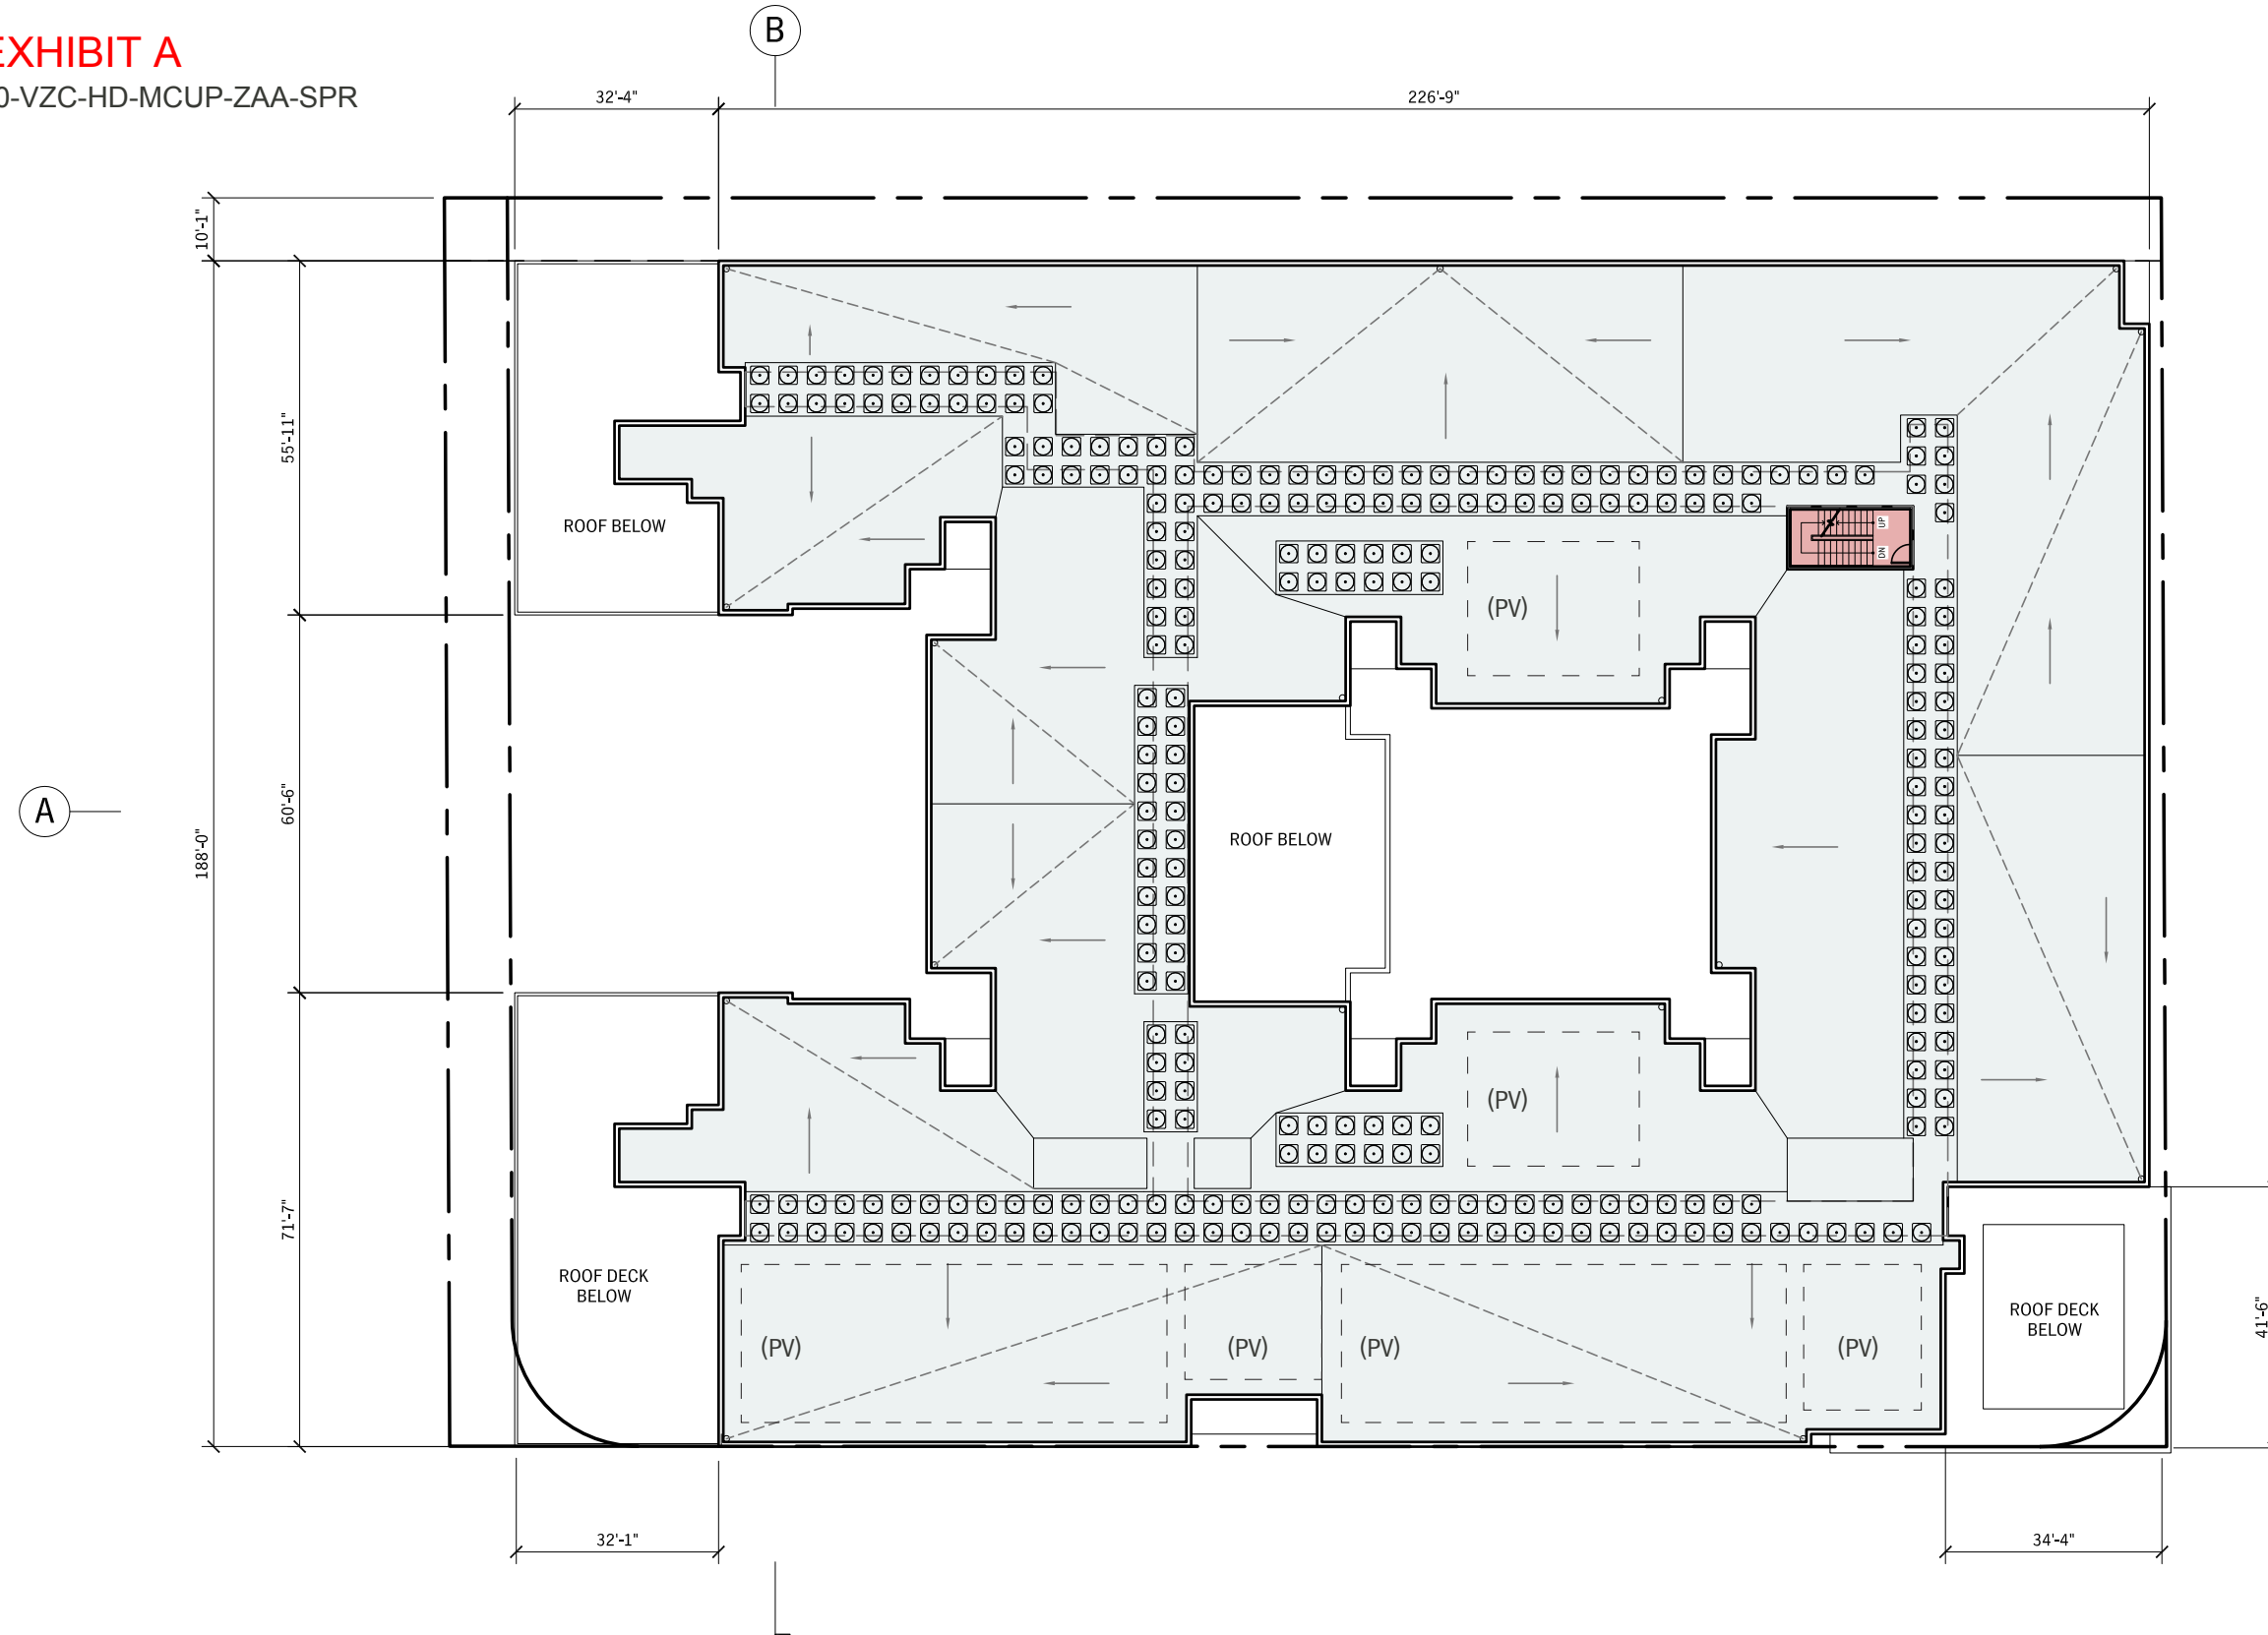 B
EXHIBIT A
0-VZC-HD-MCUP-ZAA-SPR
32'-4"
226'-9"
10'-1"
55'-11"
ROOF BELOW
UP
DN
(PV)
60'-6"
188'-0"
A
ROOF BELOW
(PV)
71'-7"
ROOF DECK
BELOW
(PV)
(PV)
(PV)
(PV)
ROOF DECK
BELOW
41'-6"
32'-1"
34'-4"